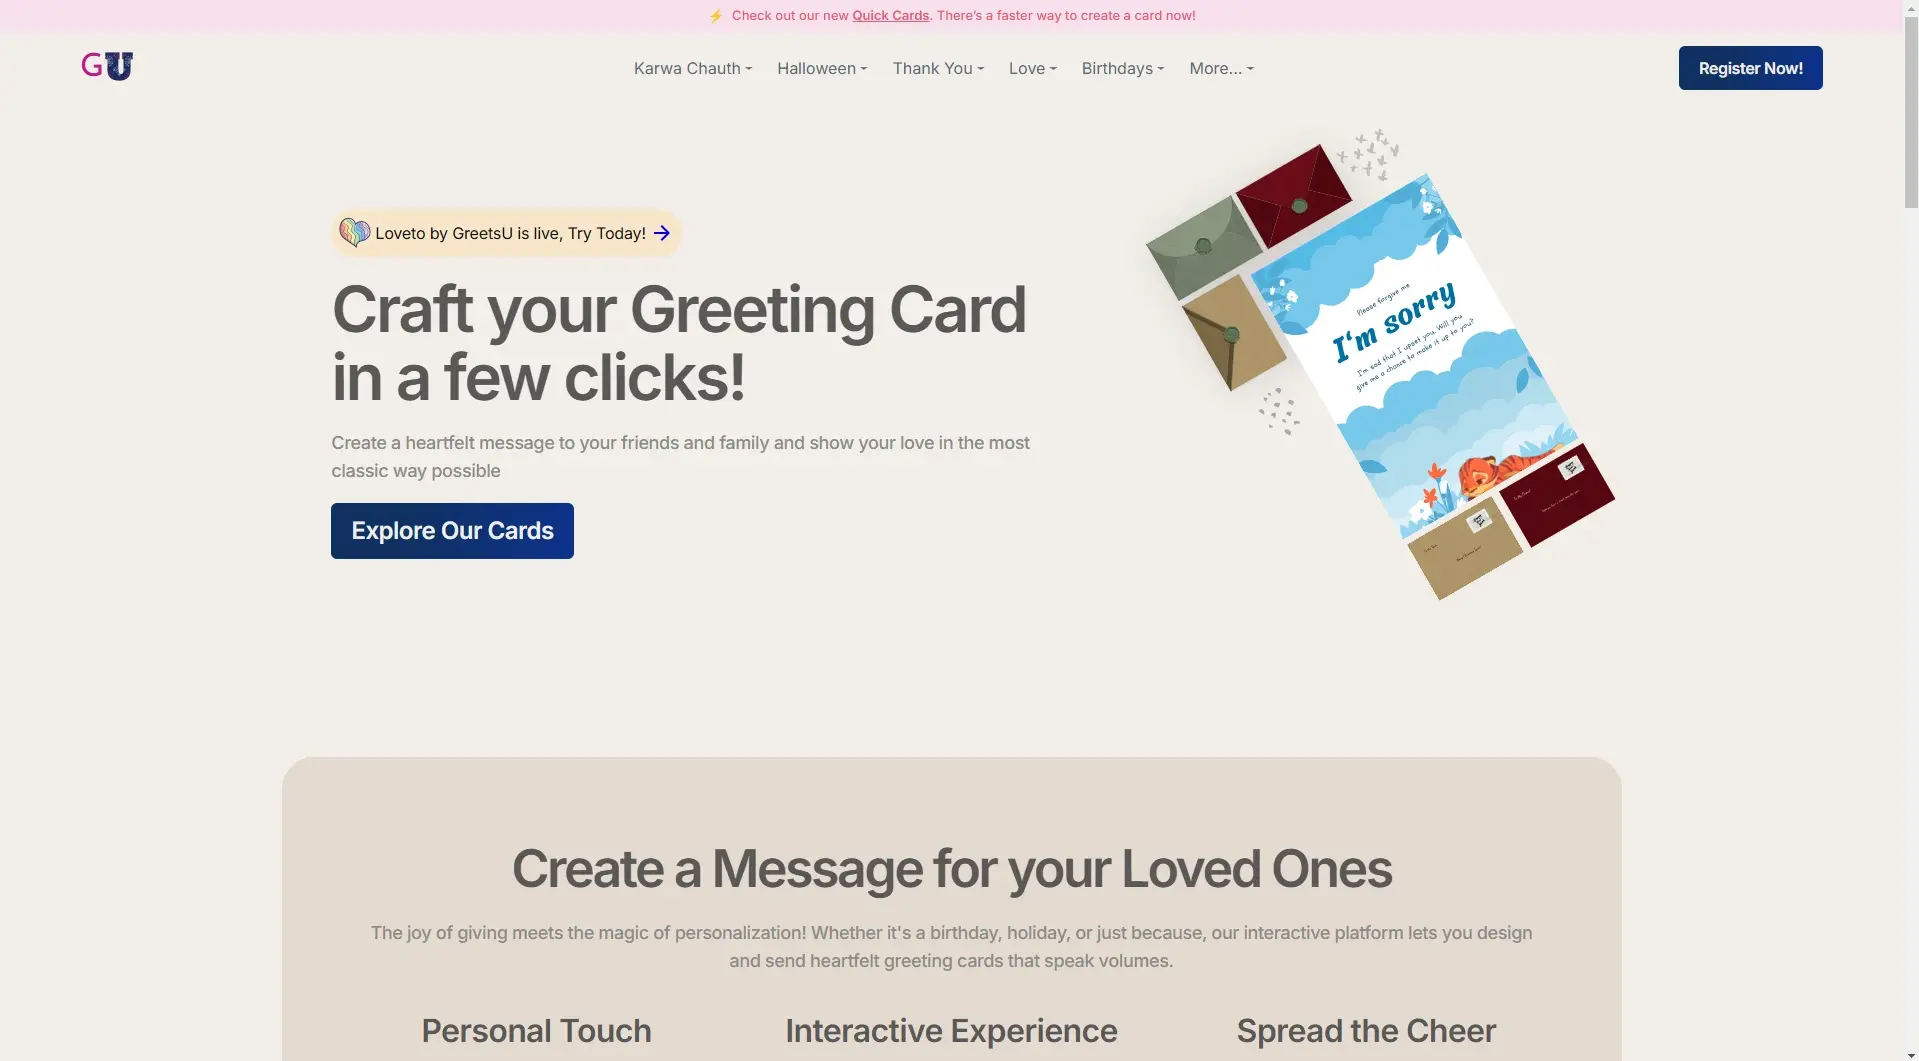 ⚡ Check out our new Quick Cards. There's a faster way to create a card now!
GU
Karwa Chauth
Halloween
Thank You
Love
Birthdays
More...
Register Now!
Loveto by GreetsU is live, Try Today! →
Craft your Greeting Card
in a few clicks!
Create a heartfelt message to your friends and family and show your love in the most
classic way possible
Explore Our Cards
Please forgive me
I'm sorry
I'm sad that I upset you. Will you
give me a chance to make it up to you?
Create a Message for your Loved Ones
The joy of giving meets the magic of personalization! Whether it's a birthday, holiday, or just because, our interactive platform lets you design
and send heartfelt greeting cards that speak volumes.
Personal Touch
Interactive Experience
Spread the Cheer